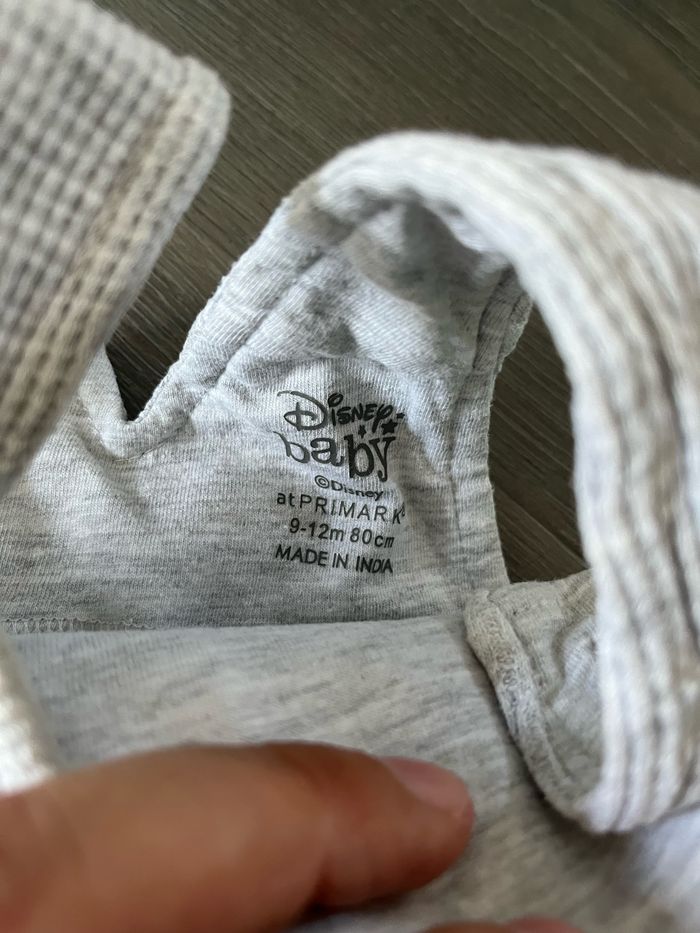 Disney
baby
©Disney
at PRIMARK
9-12m 80cm
MADE IN INDIA